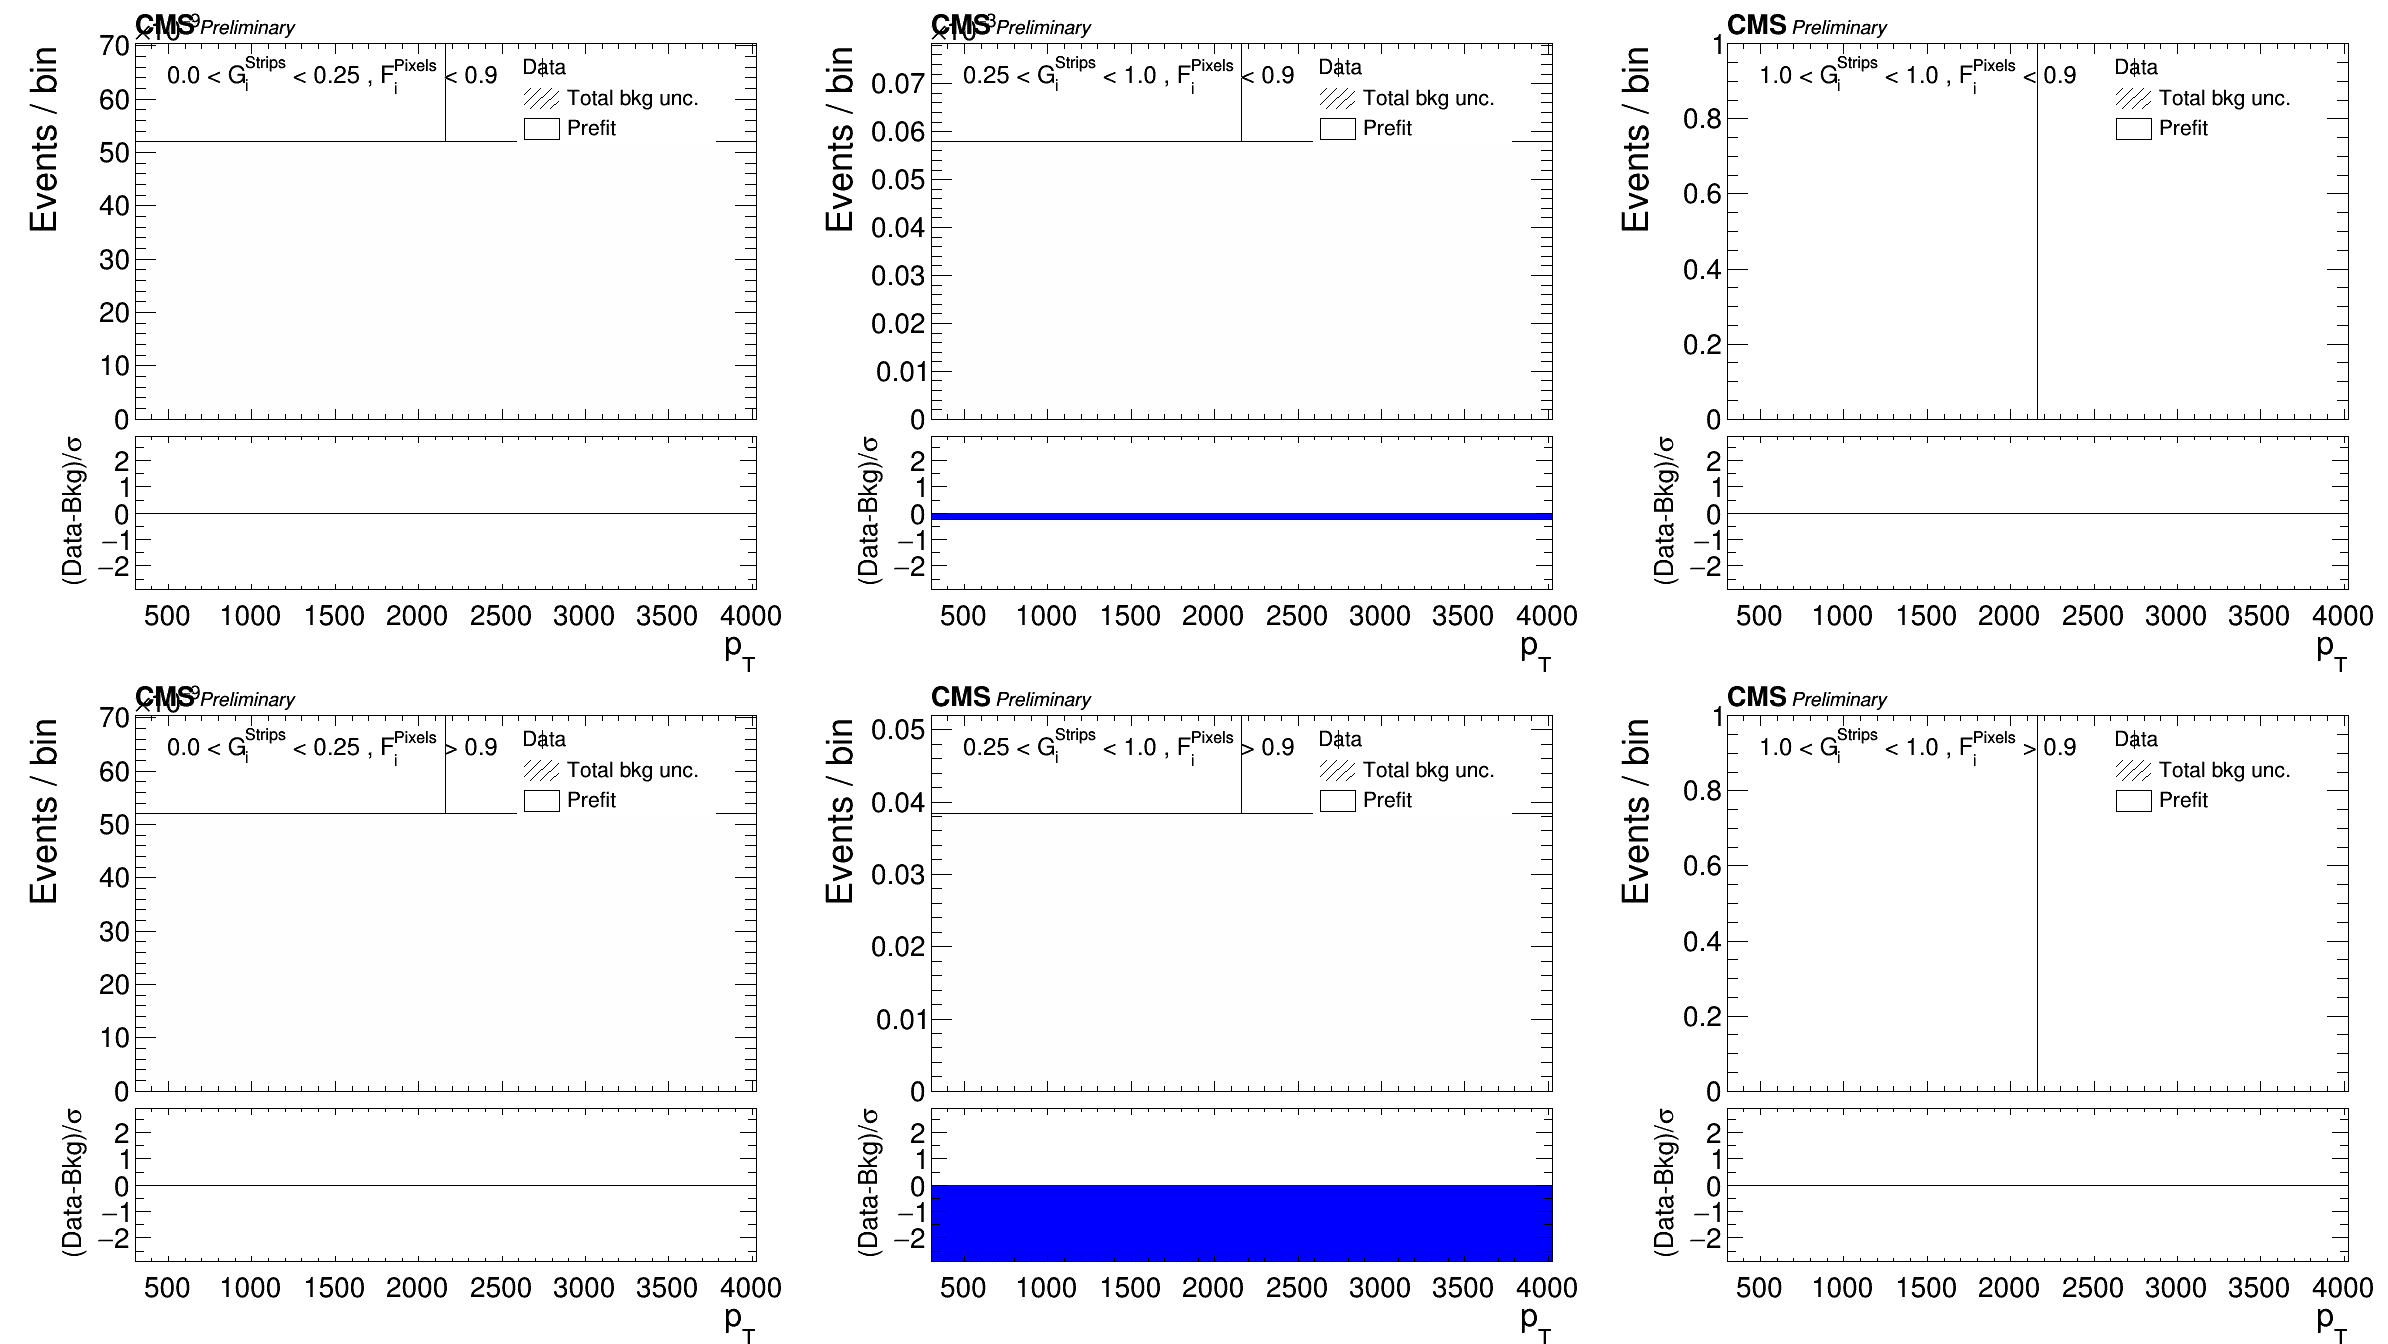 CMS Preliminary
×10⁻⁹
Events / bin
70
60
50
40
30
20
10
0
0.0 < G_i^Strips < 0.25 , F_i^Pixels < 0.9
Data
Total bkg unc.
Prefit
(Data-Bkg)/σ
2
1
0
−1
−2
500 1000 1500 2000 2500 3000 3500 4000
p_T
CMS Preliminary
×10⁻³
Events / bin
0.07
0.06
0.05
0.04
0.03
0.02
0.01
0
0.25 < G_i^Strips < 1.0 , F_i^Pixels < 0.9
Data
Total bkg unc.
Prefit
(Data-Bkg)/σ
2
1
0
−1
−2
500 1000 1500 2000 2500 3000 3500 4000
p_T
CMS Preliminary
Events / bin
1
0.8
0.6
0.4
0.2
0
1.0 < G_i^Strips < 1.0 , F_i^Pixels < 0.9
Data
Total bkg unc.
Prefit
(Data-Bkg)/σ
2
1
0
−1
−2
500 1000 1500 2000 2500 3000 3500 4000
p_T
CMS Preliminary
×10⁻⁹
Events / bin
70
60
50
40
30
20
10
0
0.0 < G_i^Strips < 0.25 , F_i^Pixels > 0.9
Data
Total bkg unc.
Prefit
(Data-Bkg)/σ
2
1
0
−1
−2
500 1000 1500 2000 2500 3000 3500 4000
p_T
CMS Preliminary
Events / bin
0.05
0.04
0.03
0.02
0.01
0
0.25 < G_i^Strips < 1.0 , F_i^Pixels > 0.9
Data
Total bkg unc.
Prefit
(Data-Bkg)/σ
2
1
0
−1
−2
500 1000 1500 2000 2500 3000 3500 4000
p_T
CMS Preliminary
Events / bin
1
0.8
0.6
0.4
0.2
0
1.0 < G_i^Strips < 1.0 , F_i^Pixels > 0.9
Data
Total bkg unc.
Prefit
(Data-Bkg)/σ
2
1
0
−1
−2
500 1000 1500 2000 2500 3000 3500 4000
p_T